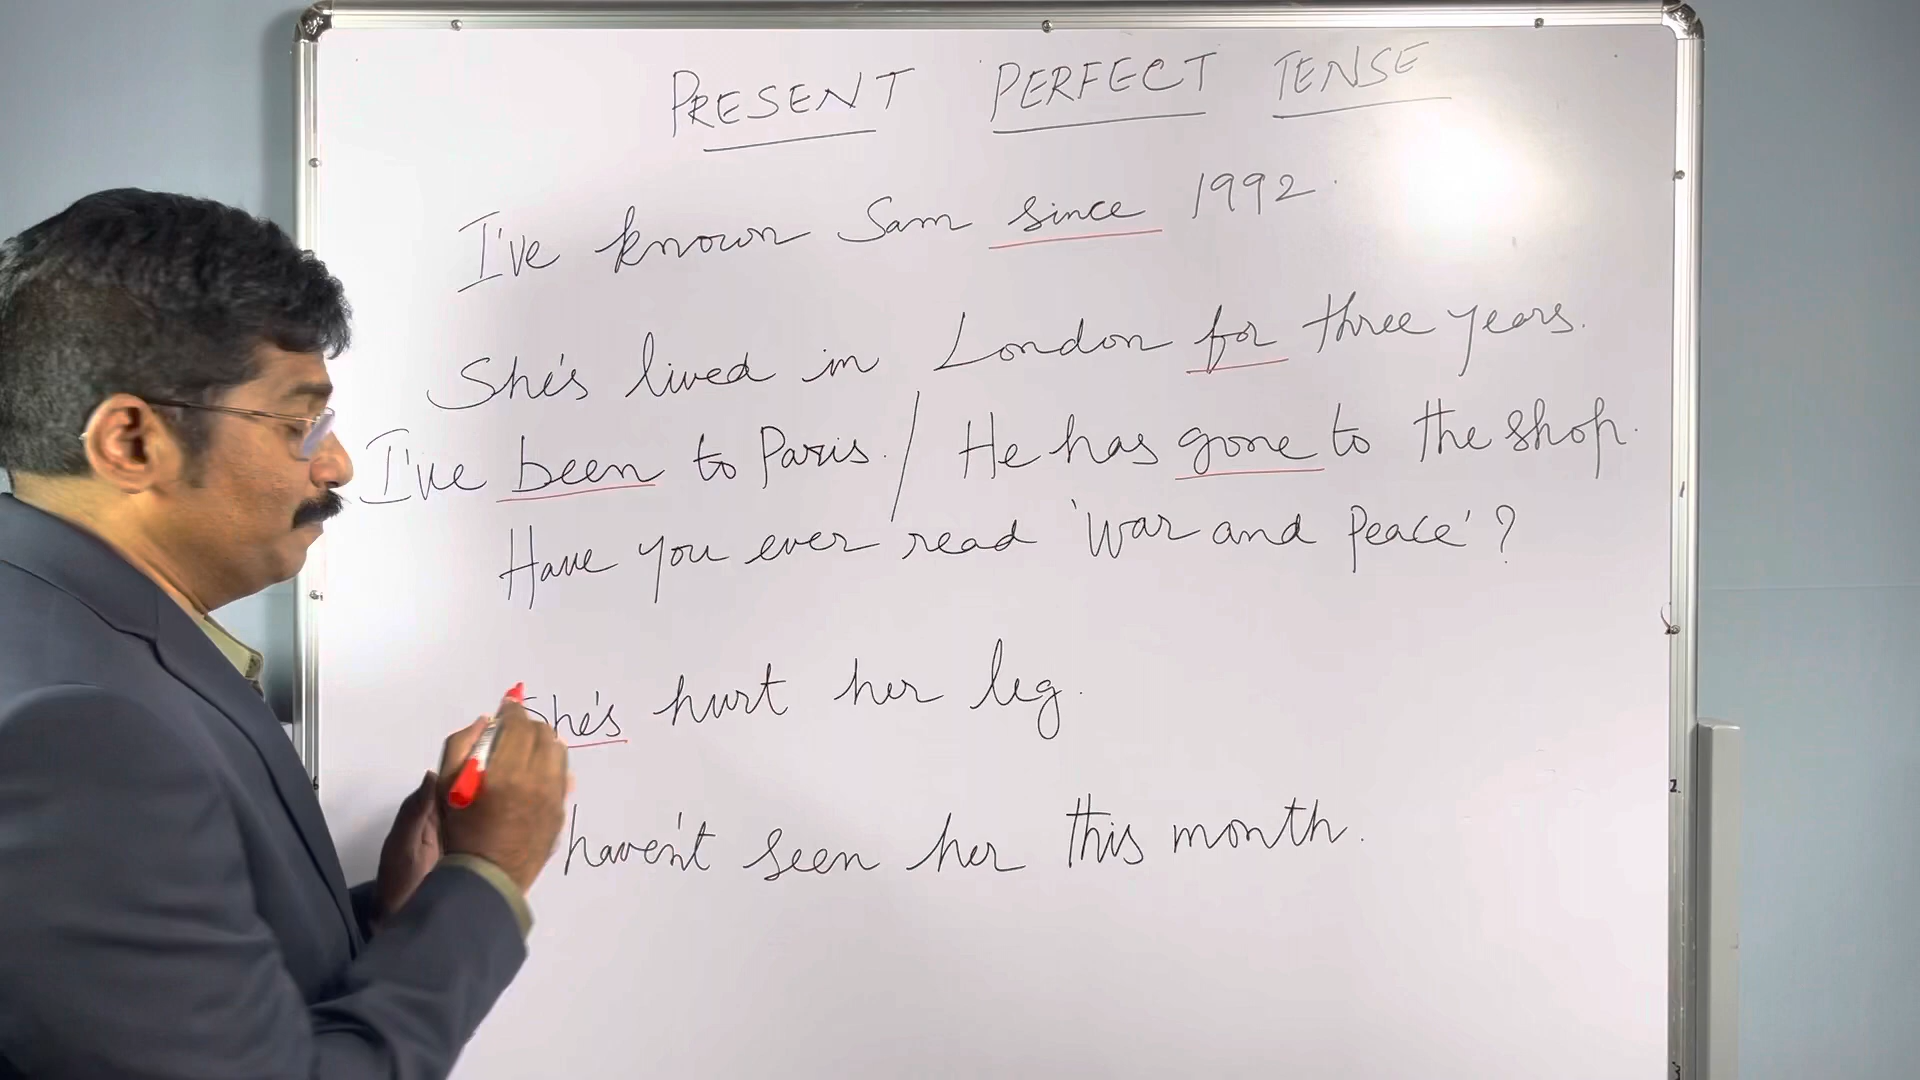 PRESENT PERFECT TENSE
I've known Sam since 1992.
She's lived in London for three years.
I've been to Paris. / He has gone to the shop.
Have you ever read 'War and Peace'?
She's hurt her leg.
haven't seen her this month.
2.